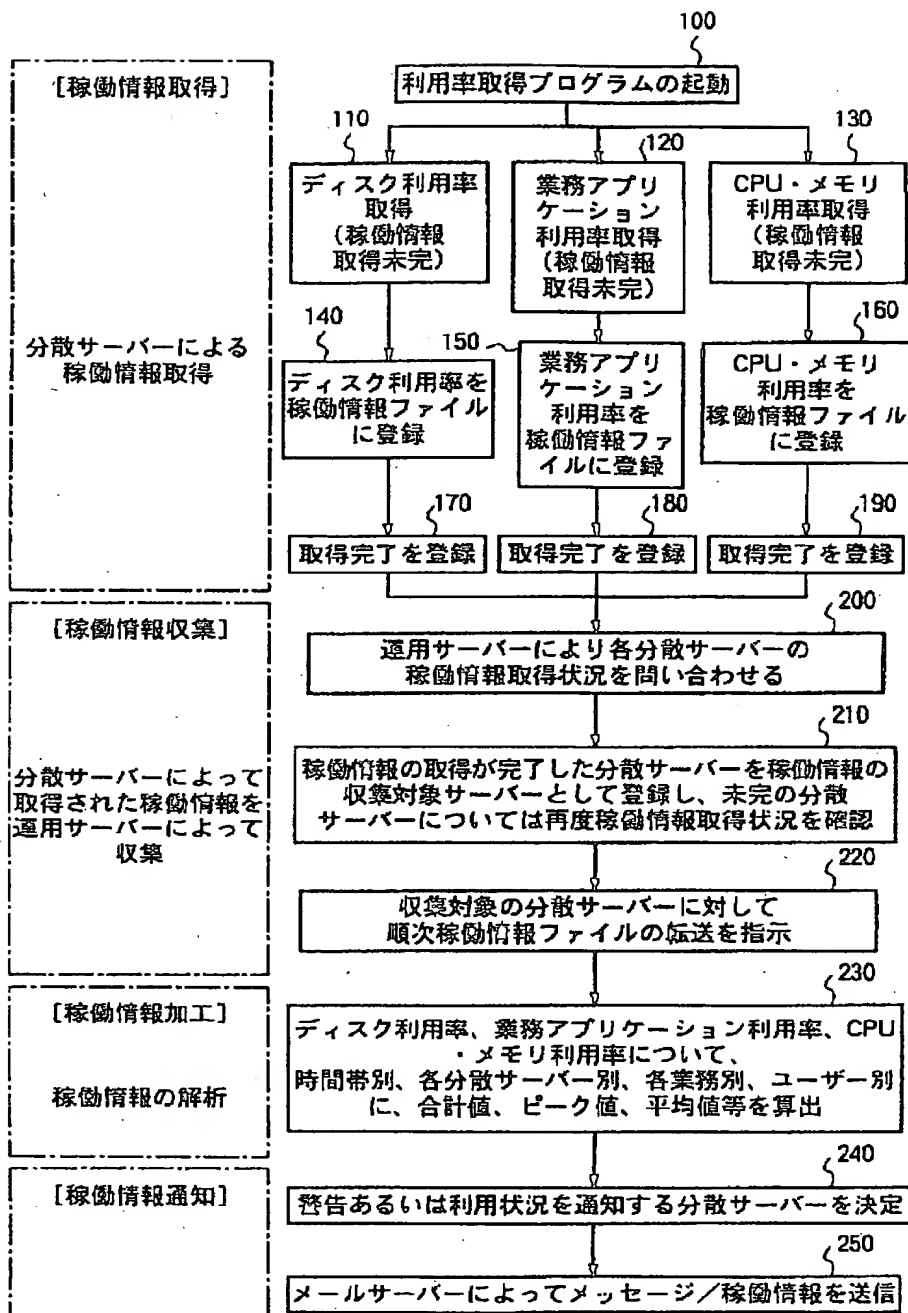 100
利用率取得プログラムの起動
[稼働情報取得]
分散サーバーによる
稼働情報取得
110
ディスク利用率
取得
(稼働情報
取得未完)
120
業務アプリ
ケーション
利用率取得
(稼働情報
取得未完)
130
CPU・メモリ
利用率取得
(稼働情報
取得未完)
140
ディスク利用率を
稼働情報ファイル
に登録
150
業務アプリ
ケーション
利用率を
稼働情報ファ
イルに登録
160
CPU・メモリ
利用率を
稼働情報ファイル
に登録
170
取得完了を登録
180
取得完了を登録
190
取得完了を登録
[稼働情報収集]
分散サーバーによって
取得された稼働情報を
運用サーバーによって
収集
200
運用サーバーにより各分散サーバーの
稼働情報取得状況を問い合わせる
210
稼働情報の取得が完了した分散サーバーを稼働情報の
収集対象サーバーとして登録し、未完の分散
サーバーについては再度稼働情報取得状況を確認
220
収集対象の分散サーバーに対して
順次稼働情報ファイルの転送を指示
[稼働情報加工]
稼働情報の解析
230
ディスク利用率、業務アプリケーション利用率、CPU
・メモリ利用率について、
時間帯別、各分散サーバー別、各業務別、ユーザー別
に、合計値、ピーク値、平均値等を算出
[稼働情報通知]
240
警告あるいは利用状況を通知する分散サーバーを決定
250
メールサーバーによってメッセージ/稼働情報を送信